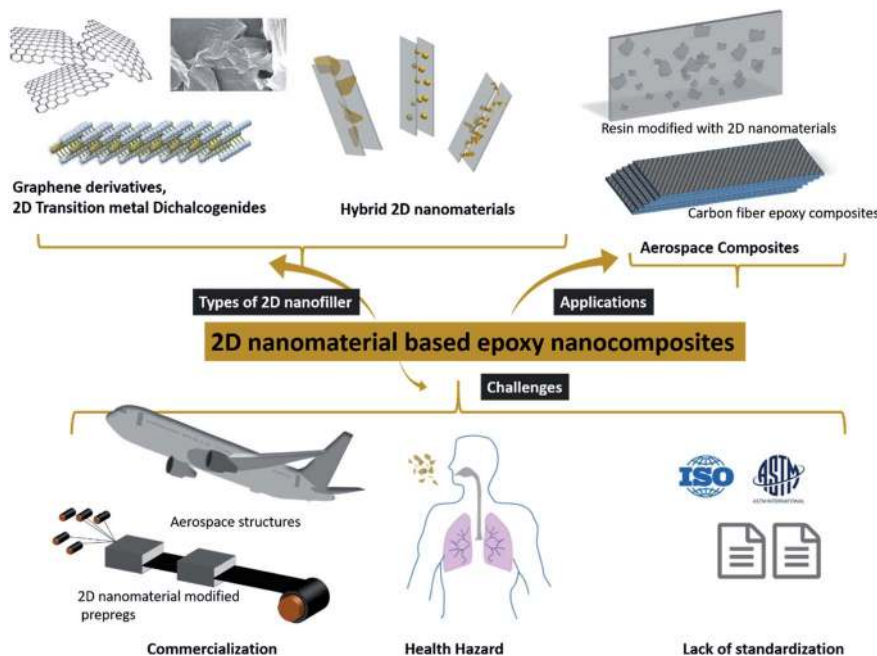 Resin modified with 2D nanomaterials
Graphene derivatives,
2D Transition metal Dichalcogenides
Hybrid 2D nanomaterials
Carbon fiber epoxy composites
Aerospace Composites
Types of 2D nanofiller
Applications
2D nanomaterial based epoxy nanocomposites
Challenges
Aerospace structures
ISO
ASTM
ASTM INTERNATIONAL
2D nanomaterial modified
prepregs
Commercialization
Health Hazard
Lack of standardization